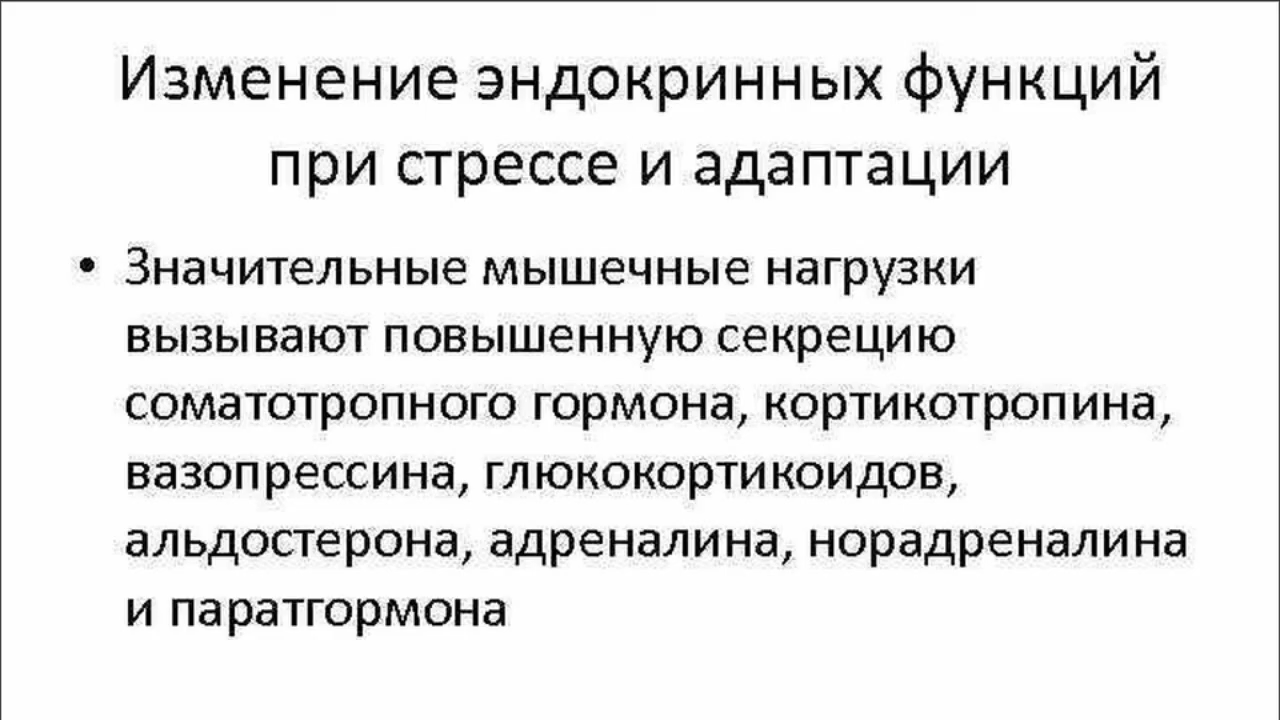 Изменение эндокринных функций
при стрессе и адаптации
• Значительные мышечные нагрузки
вызывают повышенную секрецию
соматотропного гормона, кортикотропина,
вазопрессина, глюкокортикоидов,
альдостерона, адреналина, норадреналина
и паратгормона